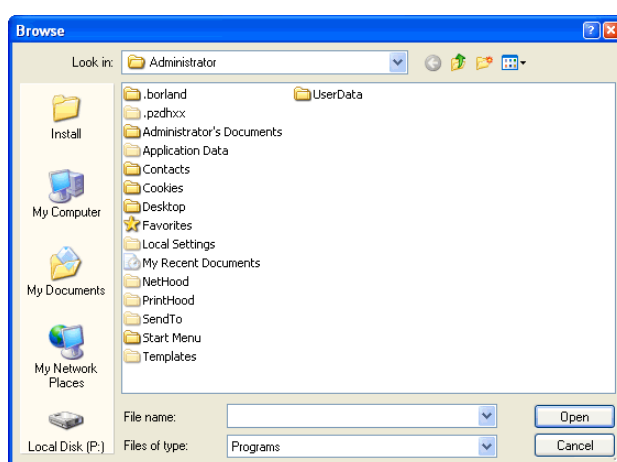 Browse
Look in:
Administrator
Install
My Computer
My Documents
My Network
Places
Local Disk (P:)
.borland
.pzdhxx
Administrator's Documents
Application Data
Contacts
Cookies
Desktop
Favorites
Local Settings
My Recent Documents
NetHood
PrintHood
SendTo
Start Menu
Templates
UserData
File name:
Open
Files of type:
Programs
Cancel